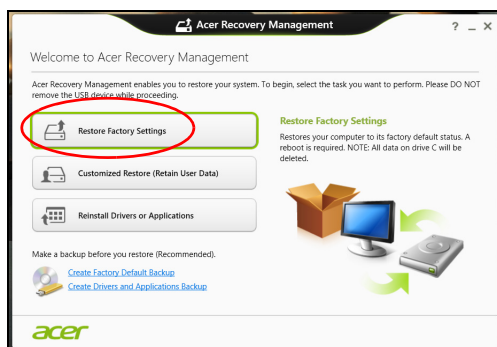 Acer Recovery Management
? _ X
Welcome to Acer Recovery Management
Acer Recovery Management enables you to restore your system. To begin, select the task you want to perform. Please DO NOT
remove the USB device while proceeding.
Restore Factory Settings
Customized Restore (Retain User Data)
Reinstall Drivers or Applications
Restore Factory Settings
Restores your computer to its factory default status. A
reboot is required. NOTE: All data on drive C will be
deleted.
Make a backup before you restore (Recommended).
Create Factory Default Backup
Create Drivers and Applications Backup
acer